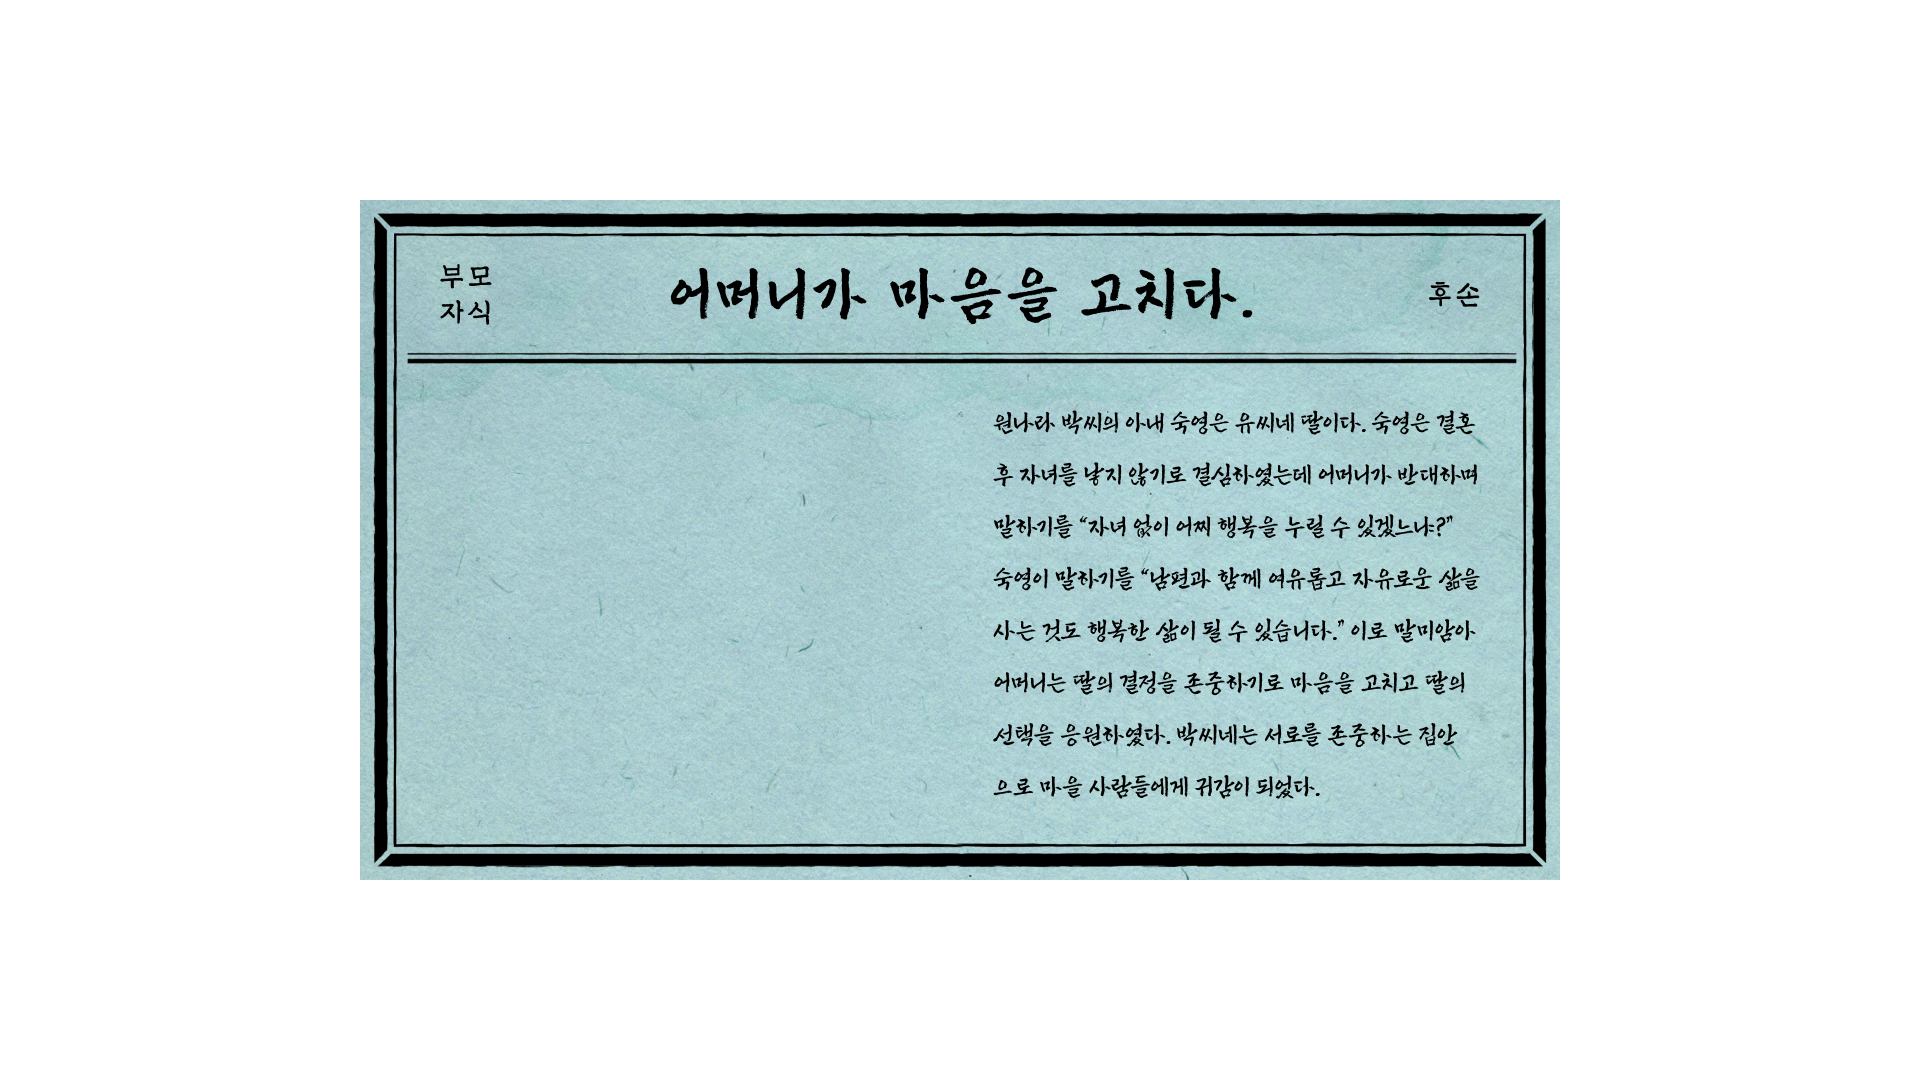 부모
자식
어머니가 마음을 고치다.
후손
원나라 박씨의 아내 숙영은 유씨네 딸이다. 숙영은 결혼
후 자녀를 낳지 않기로 결심하였는데 어머니가 반대하며
말하기를 “자녀 없이 어찌 행복을 누릴 수 있겠느냐?”
숙영이 말하기를 “남편과 함께 여유롭고 자유로운 삶을
사는 것도 행복한 삶이 될 수 있습니다.” 이로 말미암아
어머니는 딸의 결정을 존중하기로 마음을 고치고 딸의
선택을 응원하였다. 박씨네는 서로를 존중하는 집안
으로 마을 사람들에게 귀감이 되었다.